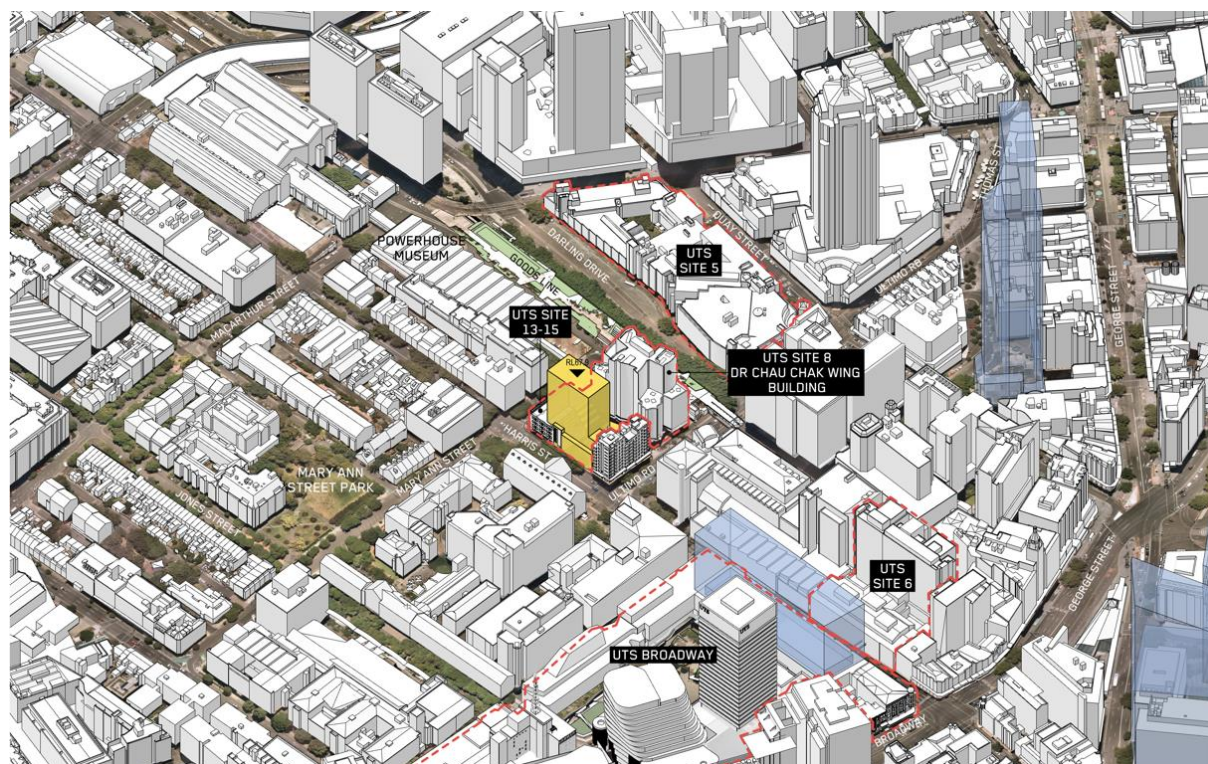 POWERHOUSE
MUSEUM
GOODS LINE
DARLING DRIVE
QUAY STREET
UTS
SITE 5
THOMAS ST
ULTIMO RD
GEORGE STREET
MACARTHUR STREET
UTS SITE
13-15
UTS SITE 8
DR CHAU CHAK WING
BUILDING
HARRIS ST
MARY ANN STREET
ULTIMO RD
MARY ANN
STREET PARK
JONES STREET
UTS
SITE 6
GEORGE STREET
UTS BROADWAY
BROADWAY